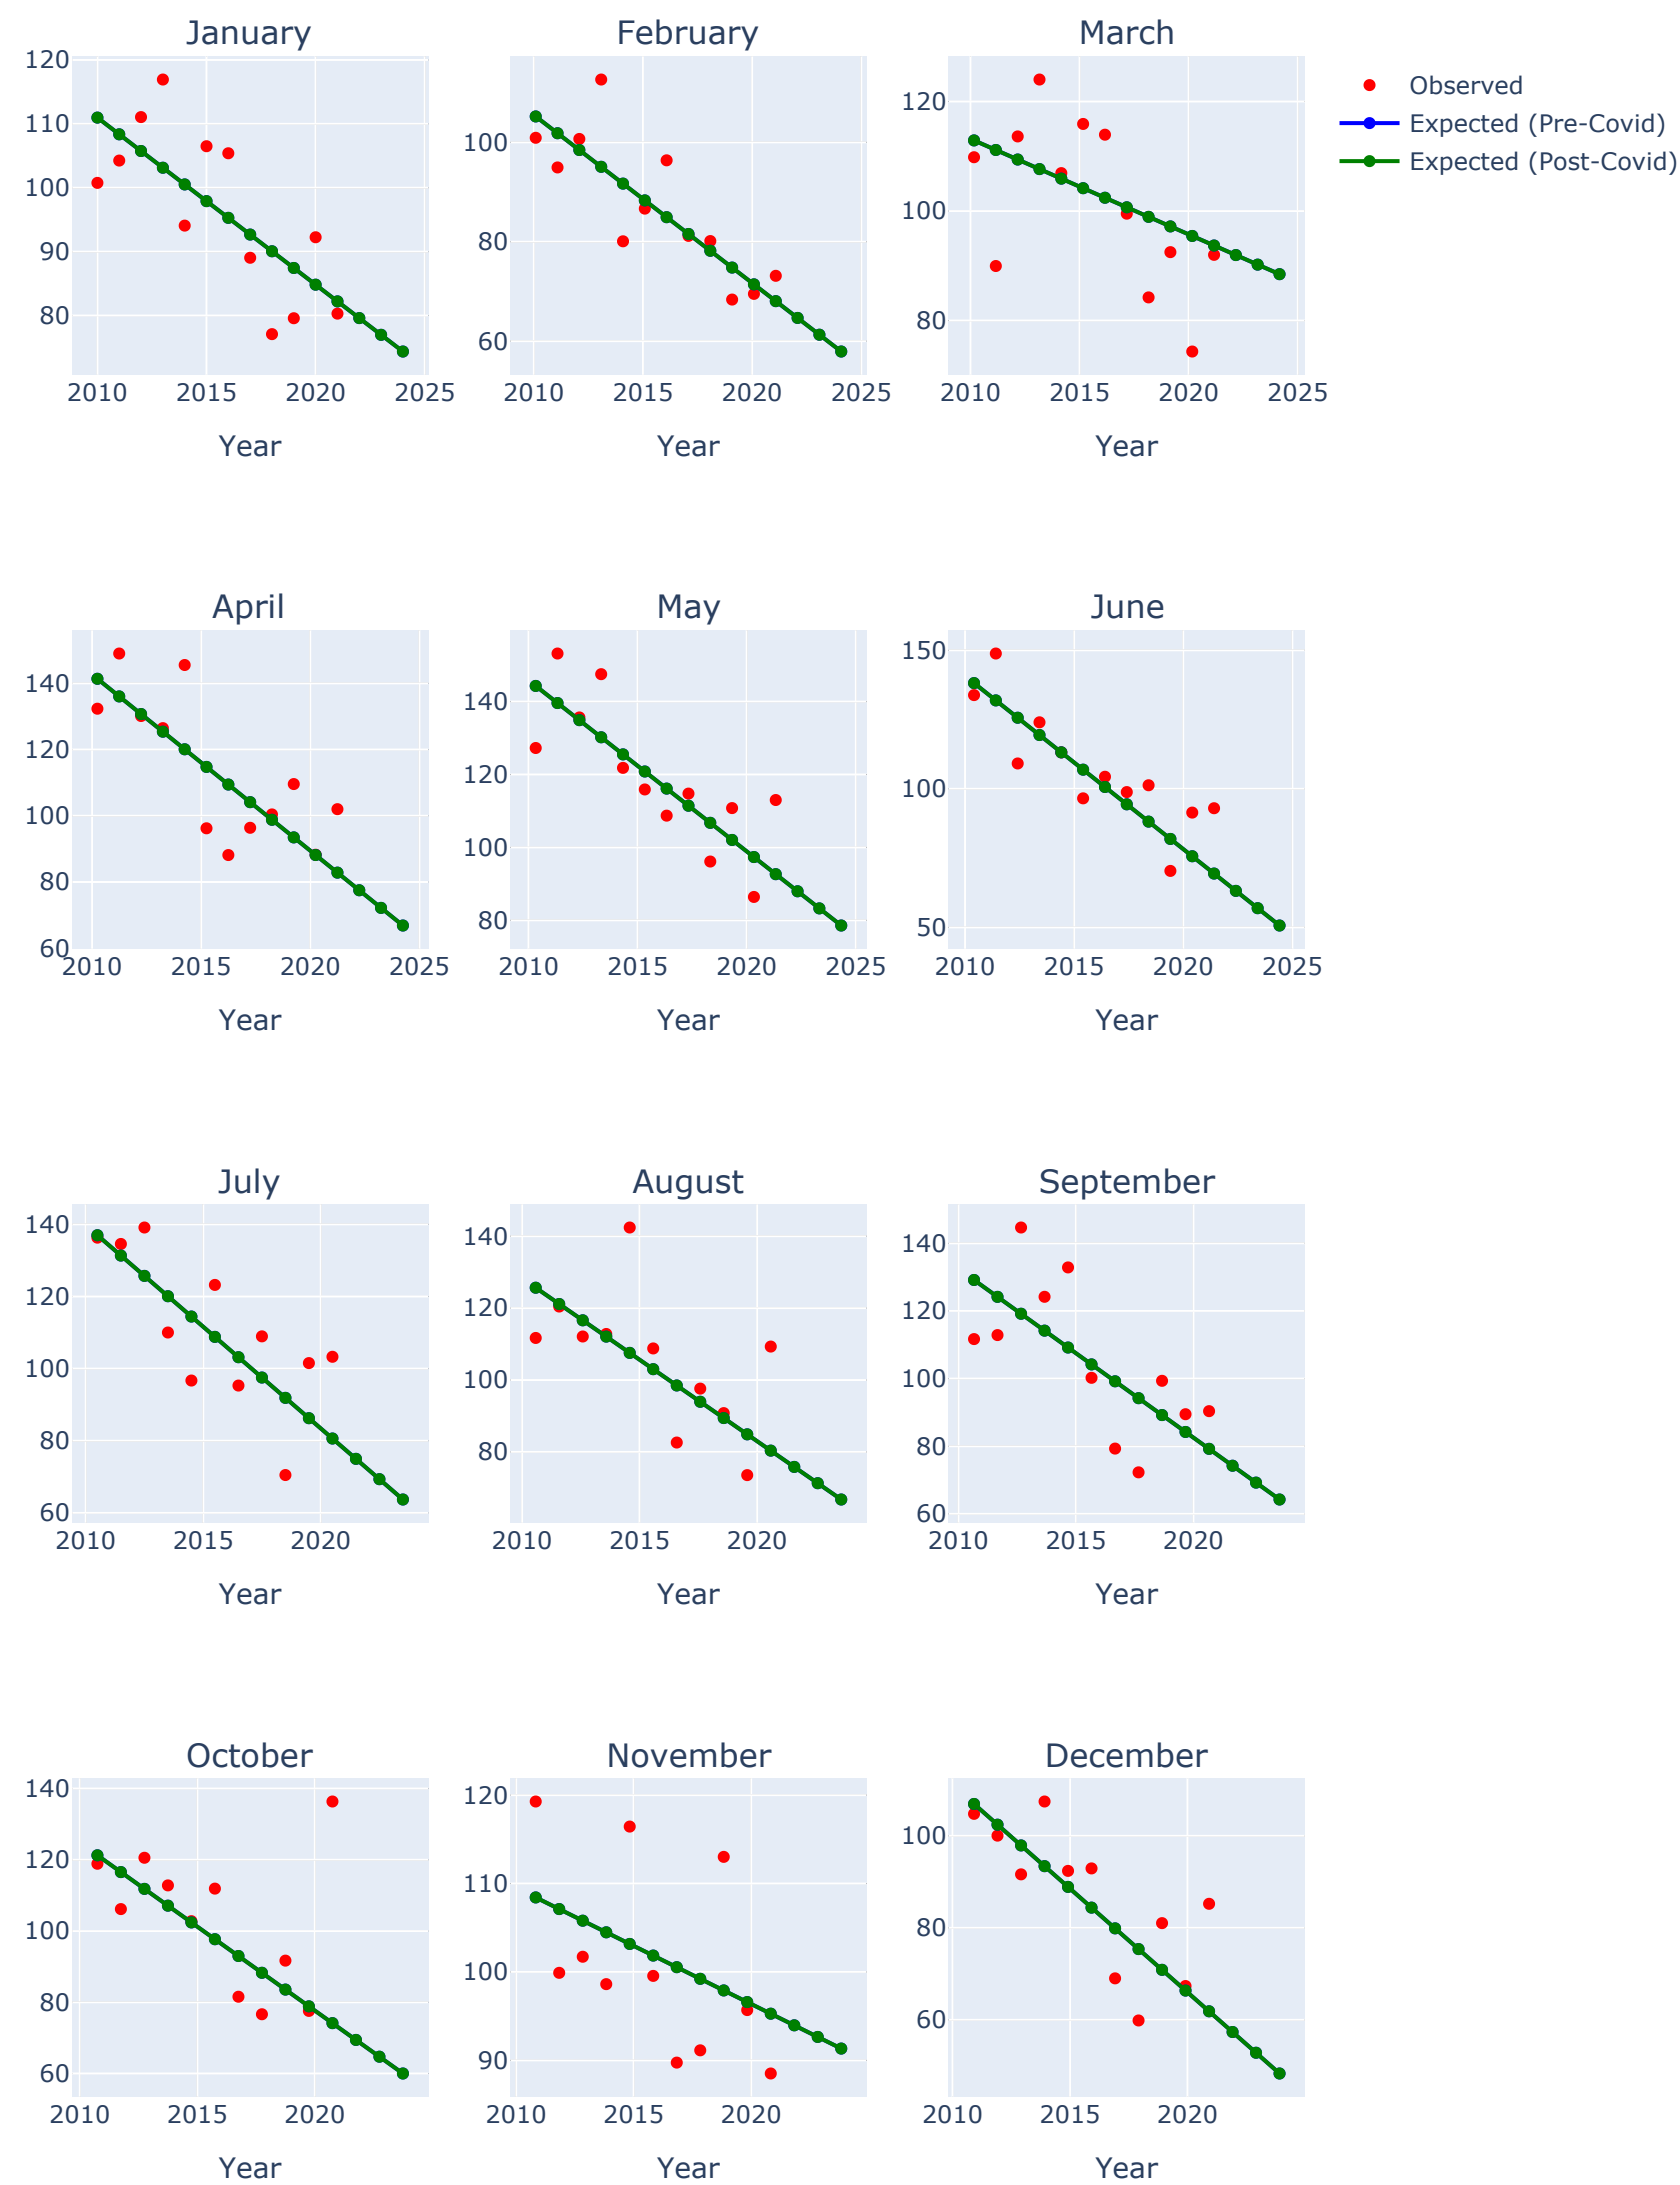 January February March
120
110
100
90
80
2010 2015 2020 2025
Year
100
80
60
2010 2015 2020 2025
Year
120
100
80
2010 2015 2020 2025
Year
Observed
Expected (Pre-Covid)
Expected (Post-Covid)
April May June
140
120
100
80
60
2010 2015 2020 2025
Year
140
120
100
80
2010 2015 2020 2025
Year
150
100
50
2010 2015 2020 2025
Year
July August September
140
120
100
80
60
2010 2015 2020
Year
140
120
100
80
2010 2015 2020
Year
140
120
100
80
60
2010 2015 2020
Year
October November December
140
120
100
80
60
2010 2015 2020
Year
120
110
100
90
2010 2015 2020
Year
100
80
60
2010 2015 2020
Year